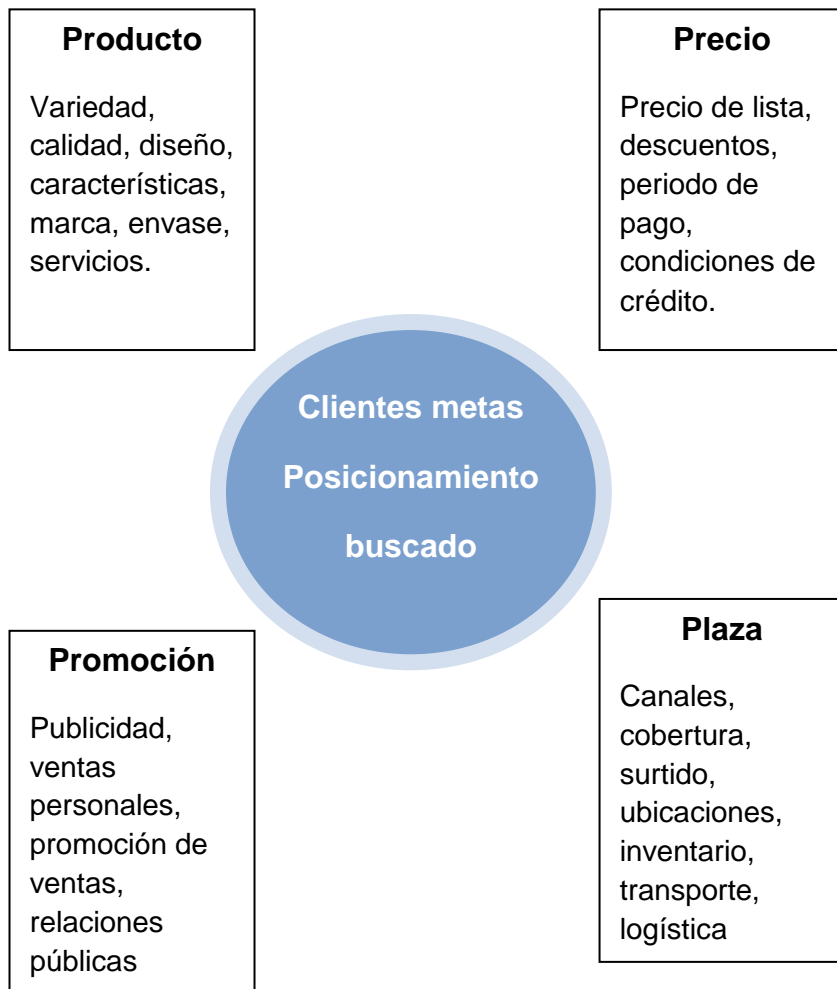 Producto
Variedad,
calidad, diseño,
características,
marca, envase,
servicios.
Precio
Precio de lista,
descuentos,
periodo de
pago,
condiciones de
crédito.
Clientes metas
Posicionamiento
buscado
Promoción
Publicidad,
ventas
personales,
promoción de
ventas,
relaciones
públicas
Plaza
Canales,
cobertura,
surtido,
ubicaciones,
inventario,
transporte,
logística